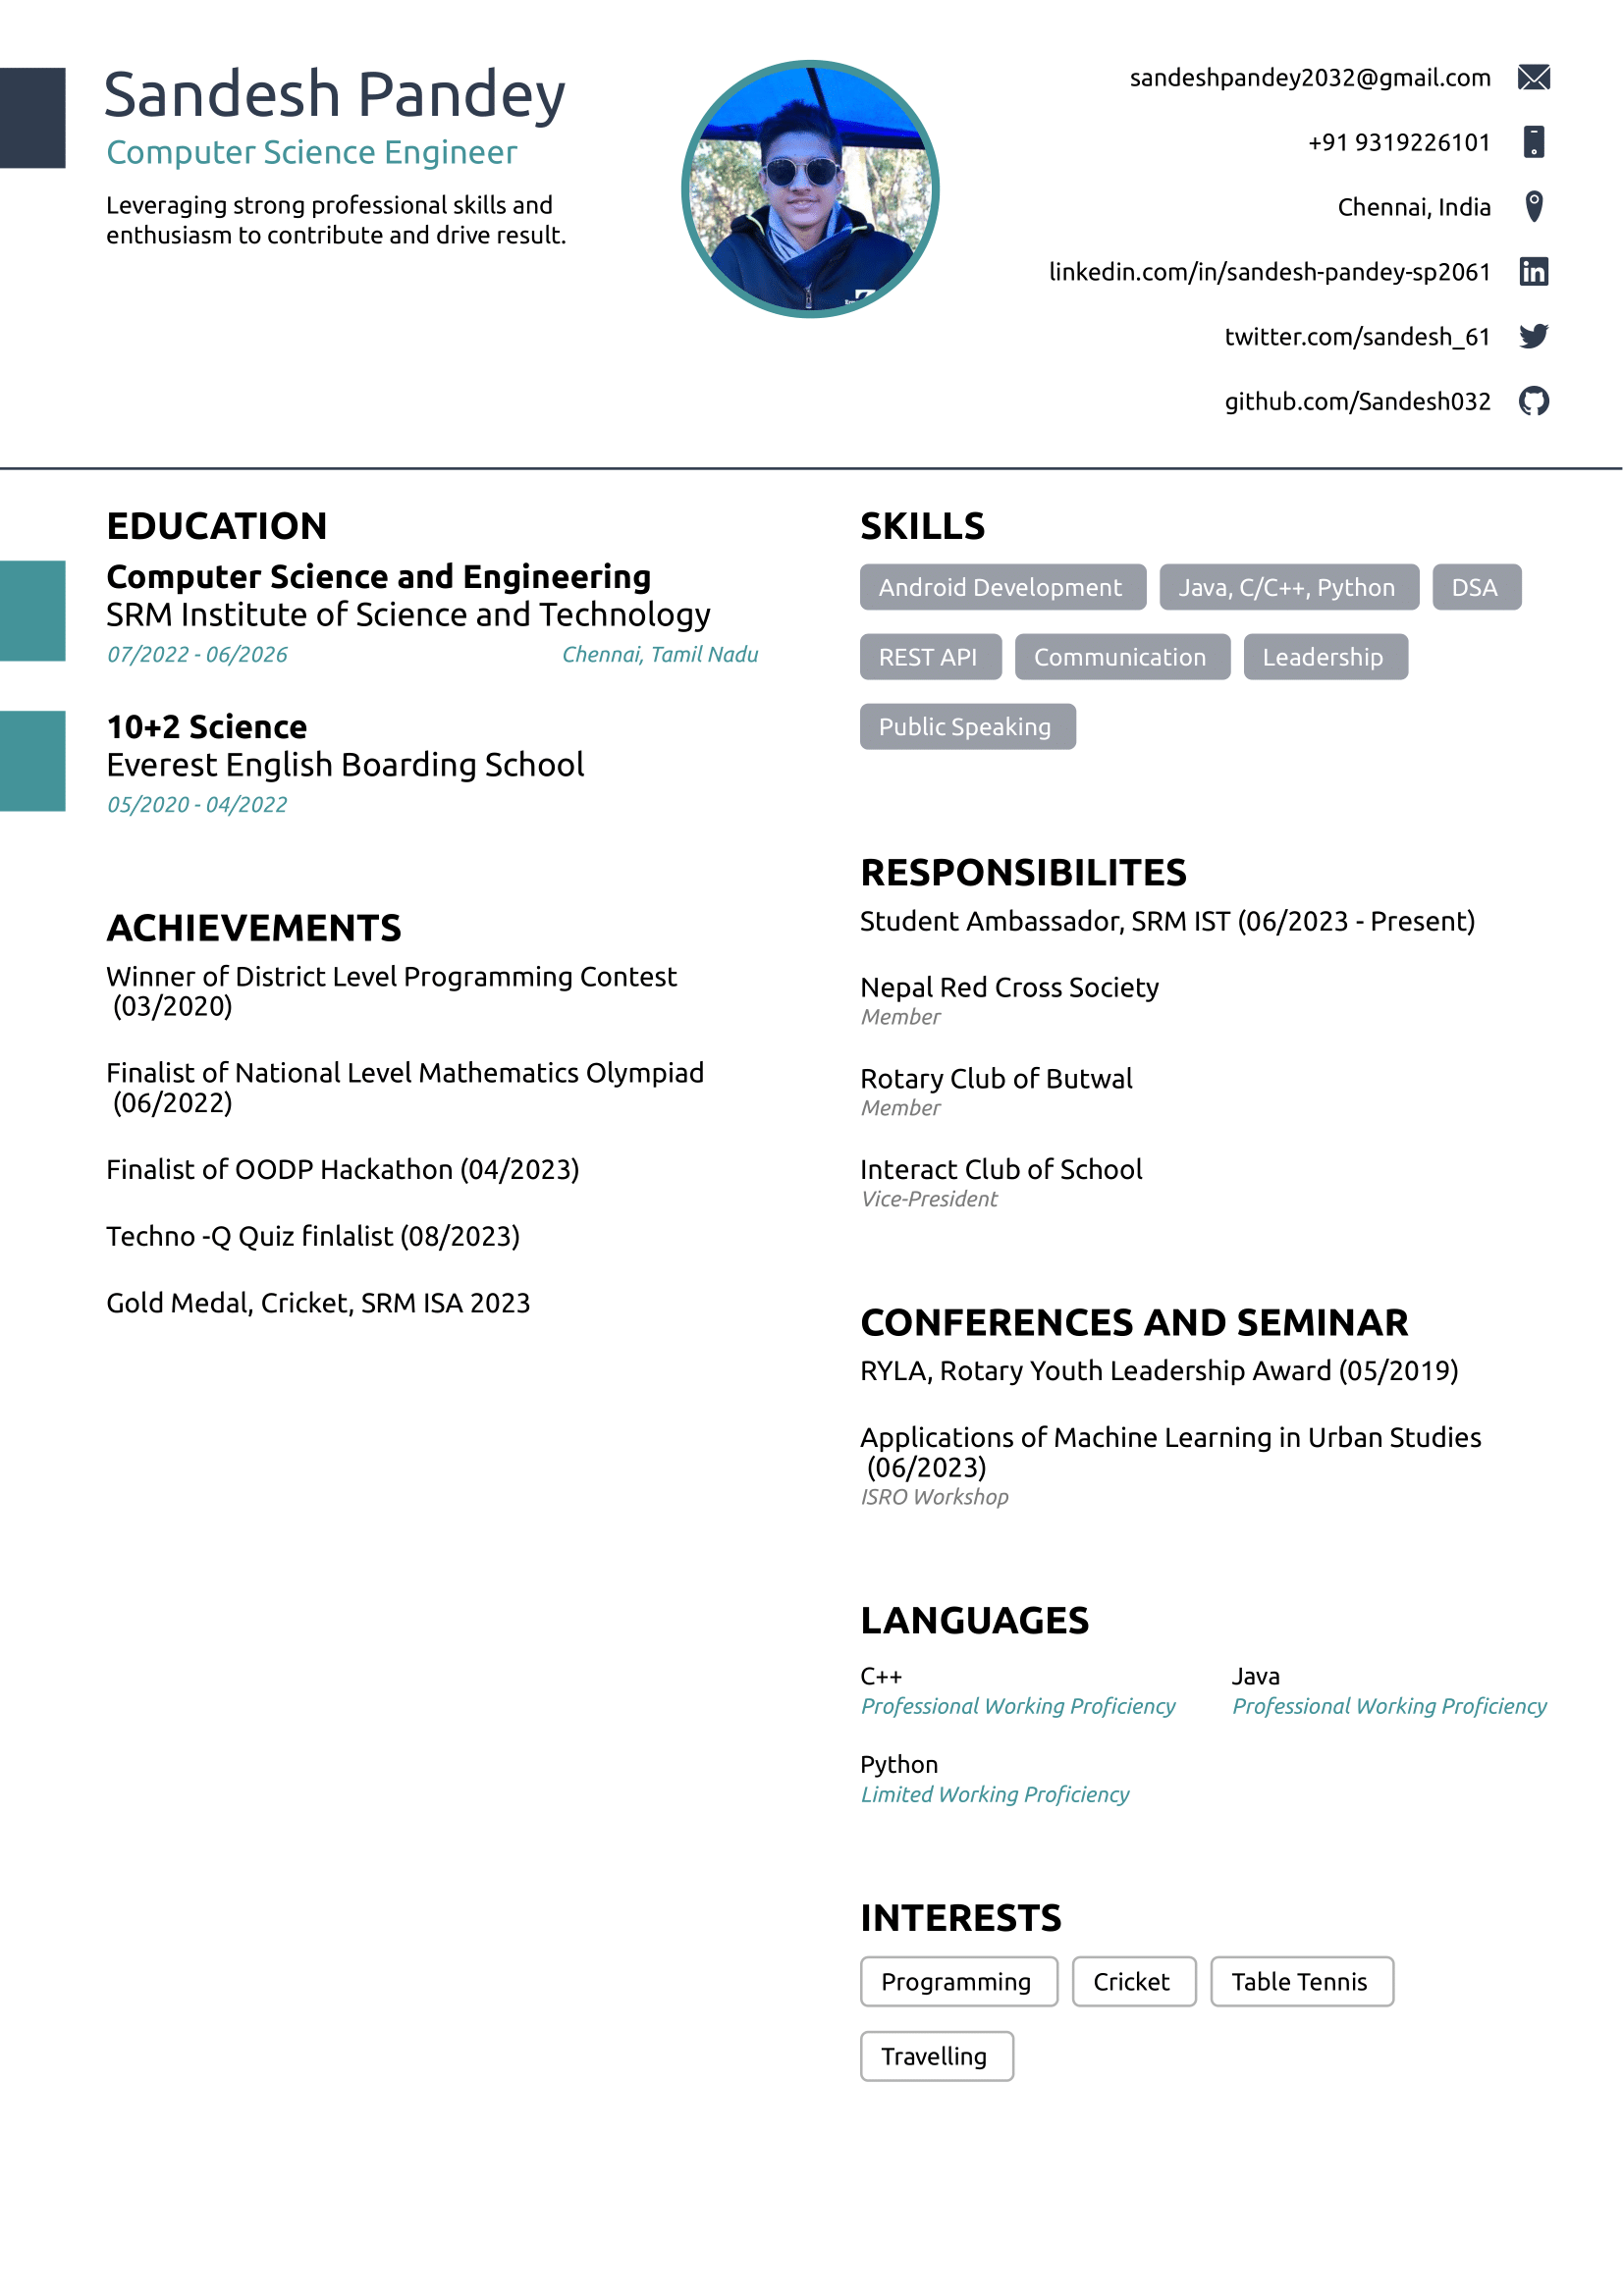 Sandesh Pandey
Computer Science Engineer
Leveraging strong professional skills and
enthusiasm to contribute and drive result.
sandeshpandey2032@gmail.com
+91 9319226101
Chennai, India
linkedin.com/in/sandesh-pandey-sp2061
twitter.com/sandesh_61
github.com/Sandesh032
EDUCATION
Computer Science and Engineering
SRM Institute of Science and Technology
07/2022 - 06/2026 Chennai, Tamil Nadu
10+2 Science
Everest English Boarding School
05/2020 - 04/2022
ACHIEVEMENTS
Winner of District Level Programming Contest
(03/2020)
Finalist of National Level Mathematics Olympiad
(06/2022)
Finalist of OODP Hackathon (04/2023)
Techno -Q Quiz finlalist (08/2023)
Gold Medal, Cricket, SRM ISA 2023
SKILLS
Android Development Java, C/C++, Python DSA
REST API Communication Leadership
Public Speaking
RESPONSIBILITES
Student Ambassador, SRM IST (06/2023 - Present)
Nepal Red Cross Society
Member
Rotary Club of Butwal
Member
Interact Club of School
Vice-President
CONFERENCES AND SEMINAR
RYLA, Rotary Youth Leadership Award (05/2019)
Applications of Machine Learning in Urban Studies
(06/2023)
ISRO Workshop
LANGUAGES
C++ Java
Professional Working Proficiency Professional Working Proficiency
Python
Limited Working Proficiency
INTERESTS
Programming Cricket Table Tennis
Travelling